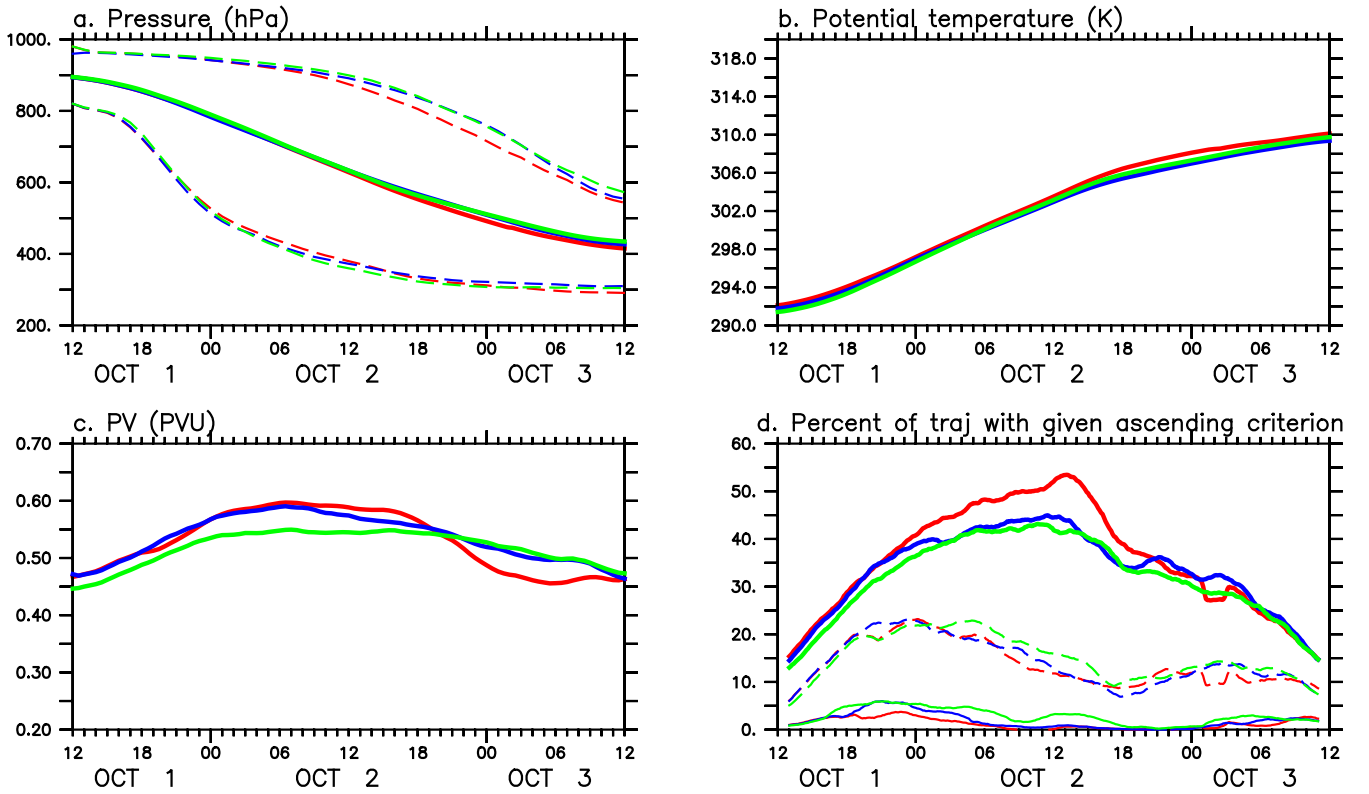 a. Pressure (hPa)
1000.
800.
600.
400.
200.
12 18 00 06 12 18 00 06 12
OCT 1 OCT 2 OCT 3
b. Potential temperature (K)
318.0
314.0
310.0
306.0
302.0
298.0
294.0
290.0
12 18 00 06 12 18 00 06 12
OCT 1 OCT 2 OCT 3
c. PV (PVU)
0.70
0.60
0.50
0.40
0.30
0.20
12 18 00 06 12 18 00 06 12
OCT 1 OCT 2 OCT 3
d. Percent of traj with given ascending criterion
60.
50.
40.
30.
20.
10.
0.
12 18 00 06 12 18 00 06 12
OCT 1 OCT 2 OCT 3